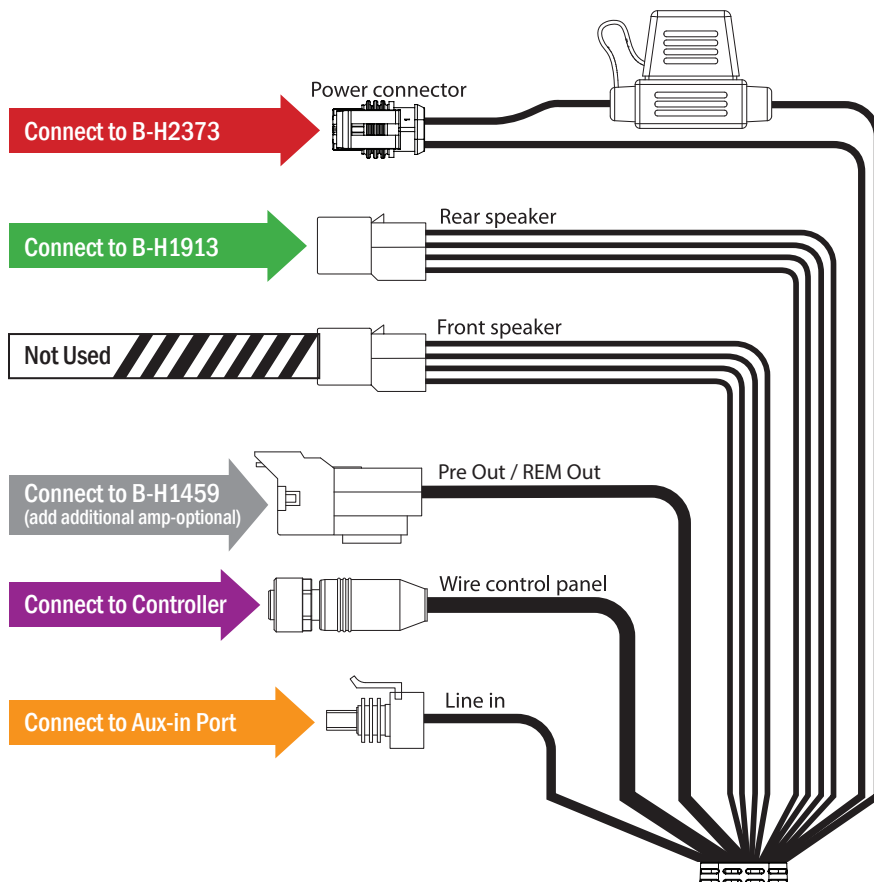 Power connector
Connect to B-H2373
Rear speaker
Connect to B-H1913
Front speaker
Not Used
Pre Out / REM Out
Connect to B-H1459
(add additional amp-optional)
Wire control panel
Connect to Controller
Line in
Connect to Aux-in Port